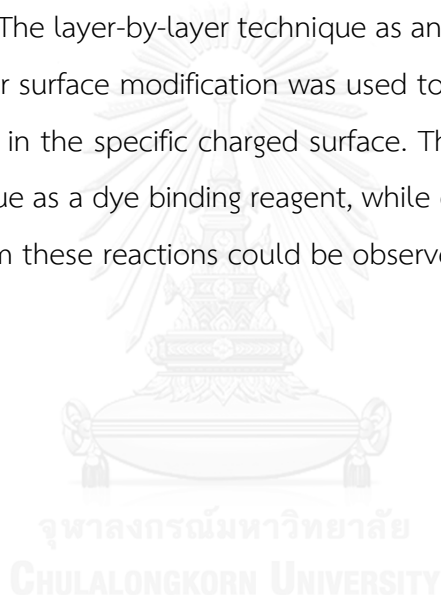 The layer-by-layer technique as an
r surface modification was used to
in the specific charged surface. Th
ue as a dye binding reagent, while
m these reactions could be observe
จุฬาลงกรณ์มหาวิทยาลัย
CHULALONGKORN UNIVERSITY